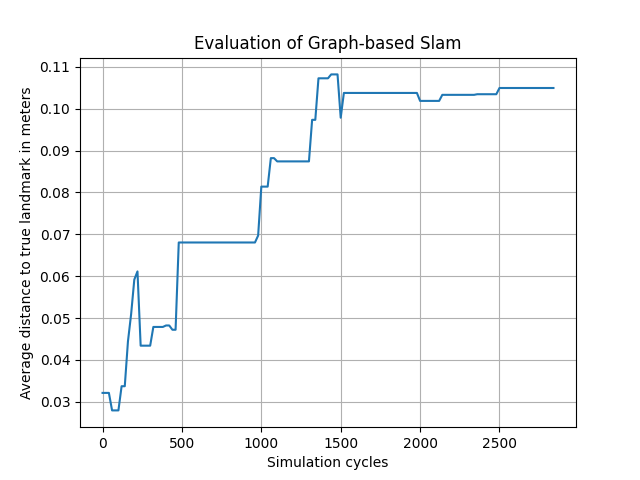 Evaluation of Graph-based Slam
0.11
0.10
0.09
0.08
0.07
0.06
0.05
0.04
0.03
Average distance to true landmark in meters
0 500 1000 1500 2000 2500
Simulation cycles